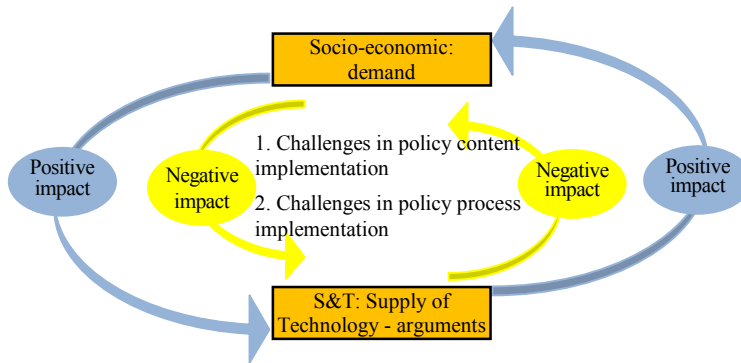 Socio-economic:
demand
1. Challenges in policy content
implementation
2. Challenges in policy process
implementation
Positive
impact
Negative
impact
Negative
impact
Positive
impact
S&T: Supply of
Technology - arguments